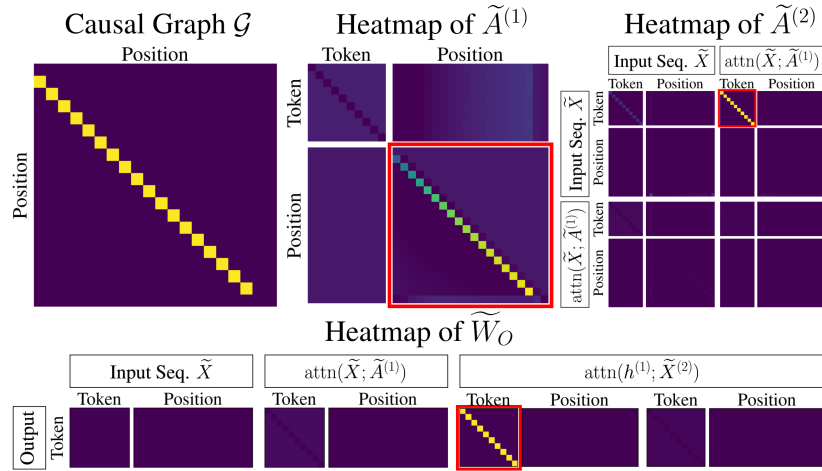 Causal Graph 𝒢
Position
Position
Heatmap of Ã⁽¹⁾
Token
Position
Token
Position
Heatmap of Ã⁽²⁾
Input Seq. X̃
attn(X̃; Ã⁽¹⁾)
Token
Position
Token
Position
Input Seq. X̃
Token
Position
attn(X̃; Ã⁽¹⁾)
Token
Position
Heatmap of W̃_O
Input Seq. X̃
attn(X̃; Ã⁽¹⁾)
attn(h⁽¹⁾; X̃⁽²⁾)
Token
Position
Token
Position
Token
Position
Token
Position
Output
Token